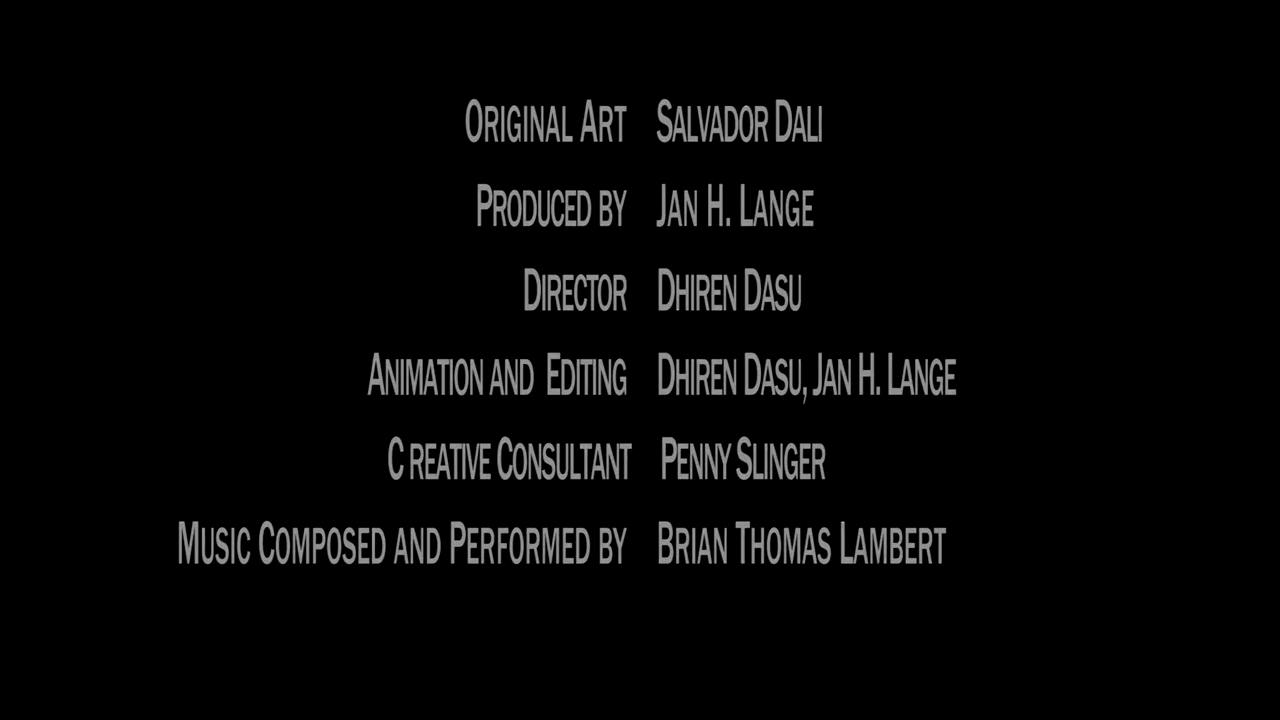 Original Art Salvador Dali
Produced by Jan H. Lange
Director Dhiren Dasu
Animation and Editing Dhiren Dasu, Jan H. Lange
C reative Consultant Penny Slinger
Music Composed and Performed by Brian Thomas Lambert